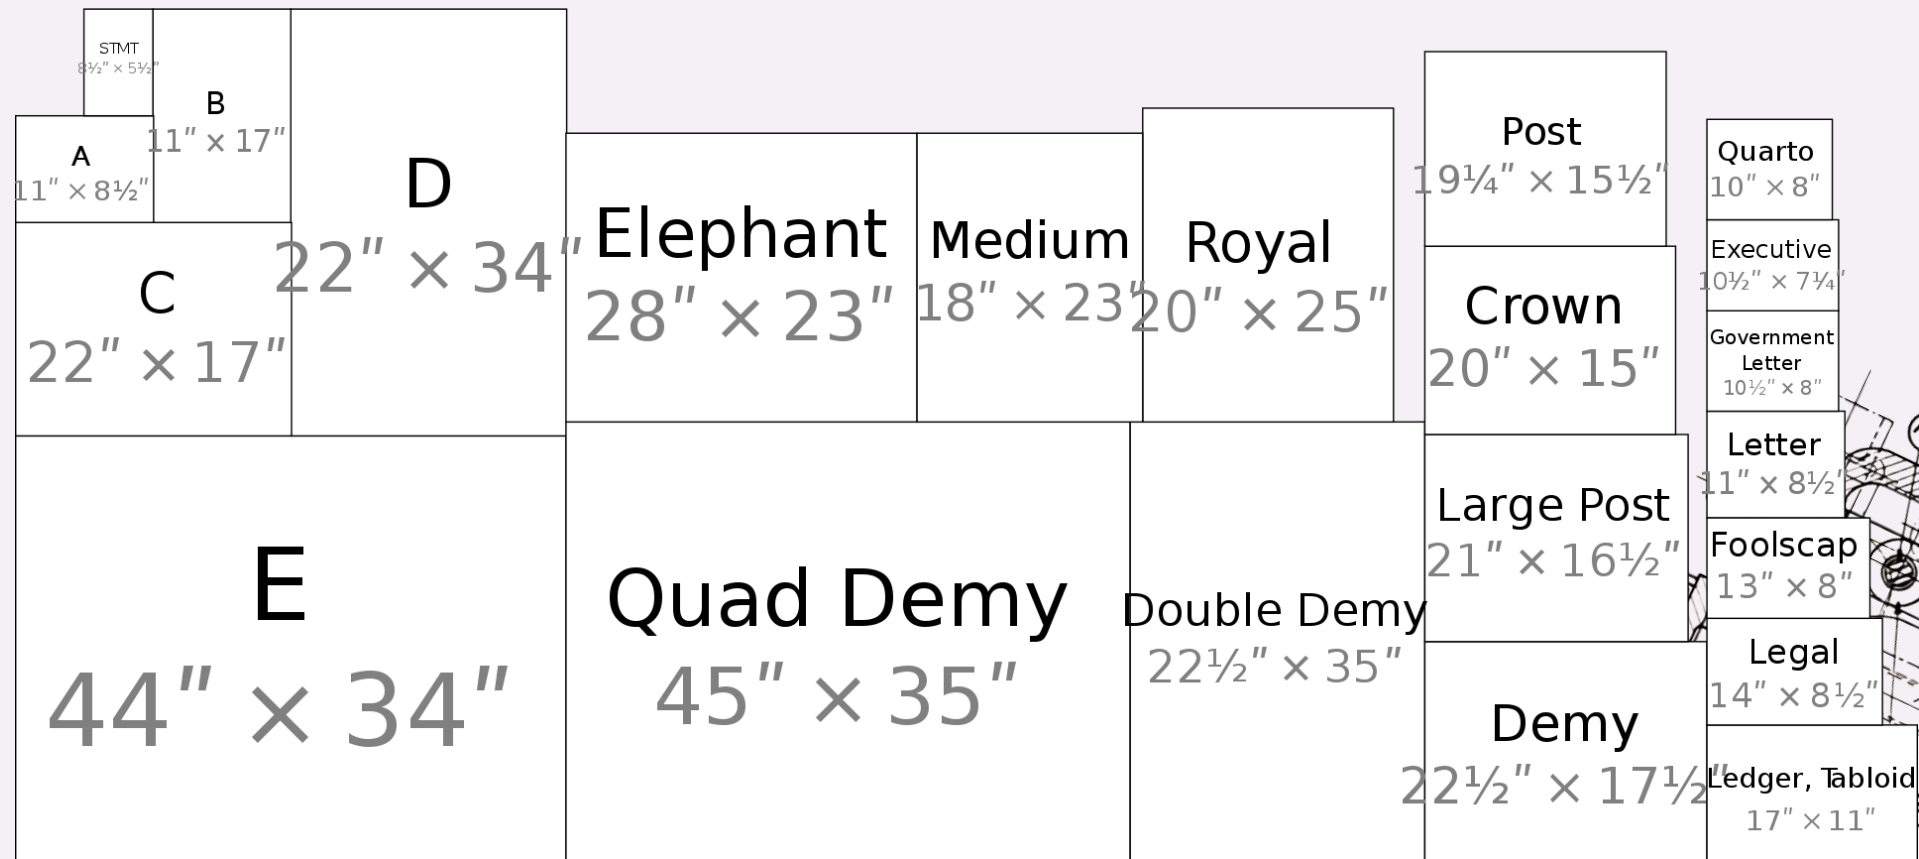 STMT
8½″ × 5½″
B
11″ × 17″
A
11″ × 8½″
D
22″ × 34″
C
22″ × 17″
E
44″ × 34″
Elephant
28″ × 23″
Medium
18″ × 23″
Royal
20″ × 25″
Quad Demy
45″ × 35″
Double Demy
22½″ × 35″
Post
19¼″ × 15½″
Crown
20″ × 15″
Large Post
21″ × 16½″
Demy
22½″ × 17½″
Quarto
10″ × 8″
Executive
10½″ × 7¼″
Government
Letter
10½″ × 8″
Letter
11″ × 8½″
Foolscap
13″ × 8″
Legal
14″ × 8½″
Ledger, Tabloid
17″ × 11″